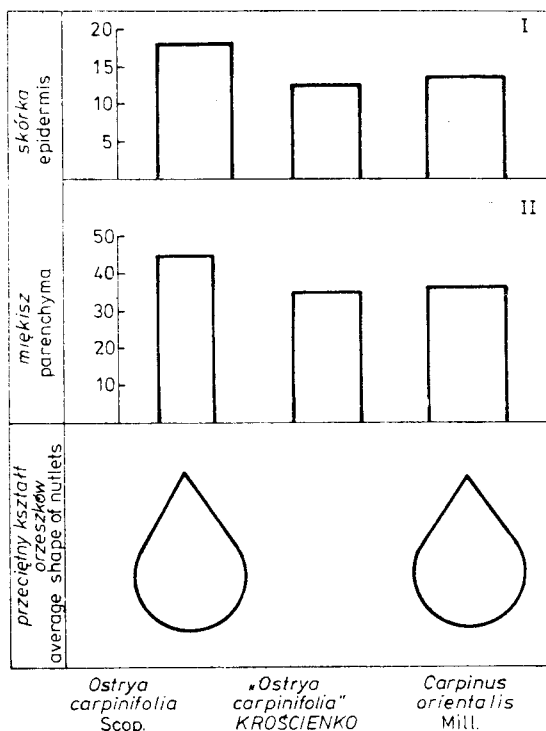 I
skórka
epidermis
20
15
10
5
II
miękisz
parenchyma
50
40
30
20
10
przeciętny kształt
orzeszków
average shape of nutlets
Ostrya
carpinifolia
Scop.
"Ostrya
carpinifolia"
KROŚCIENKO
Carpinus
orientalis
Mill.